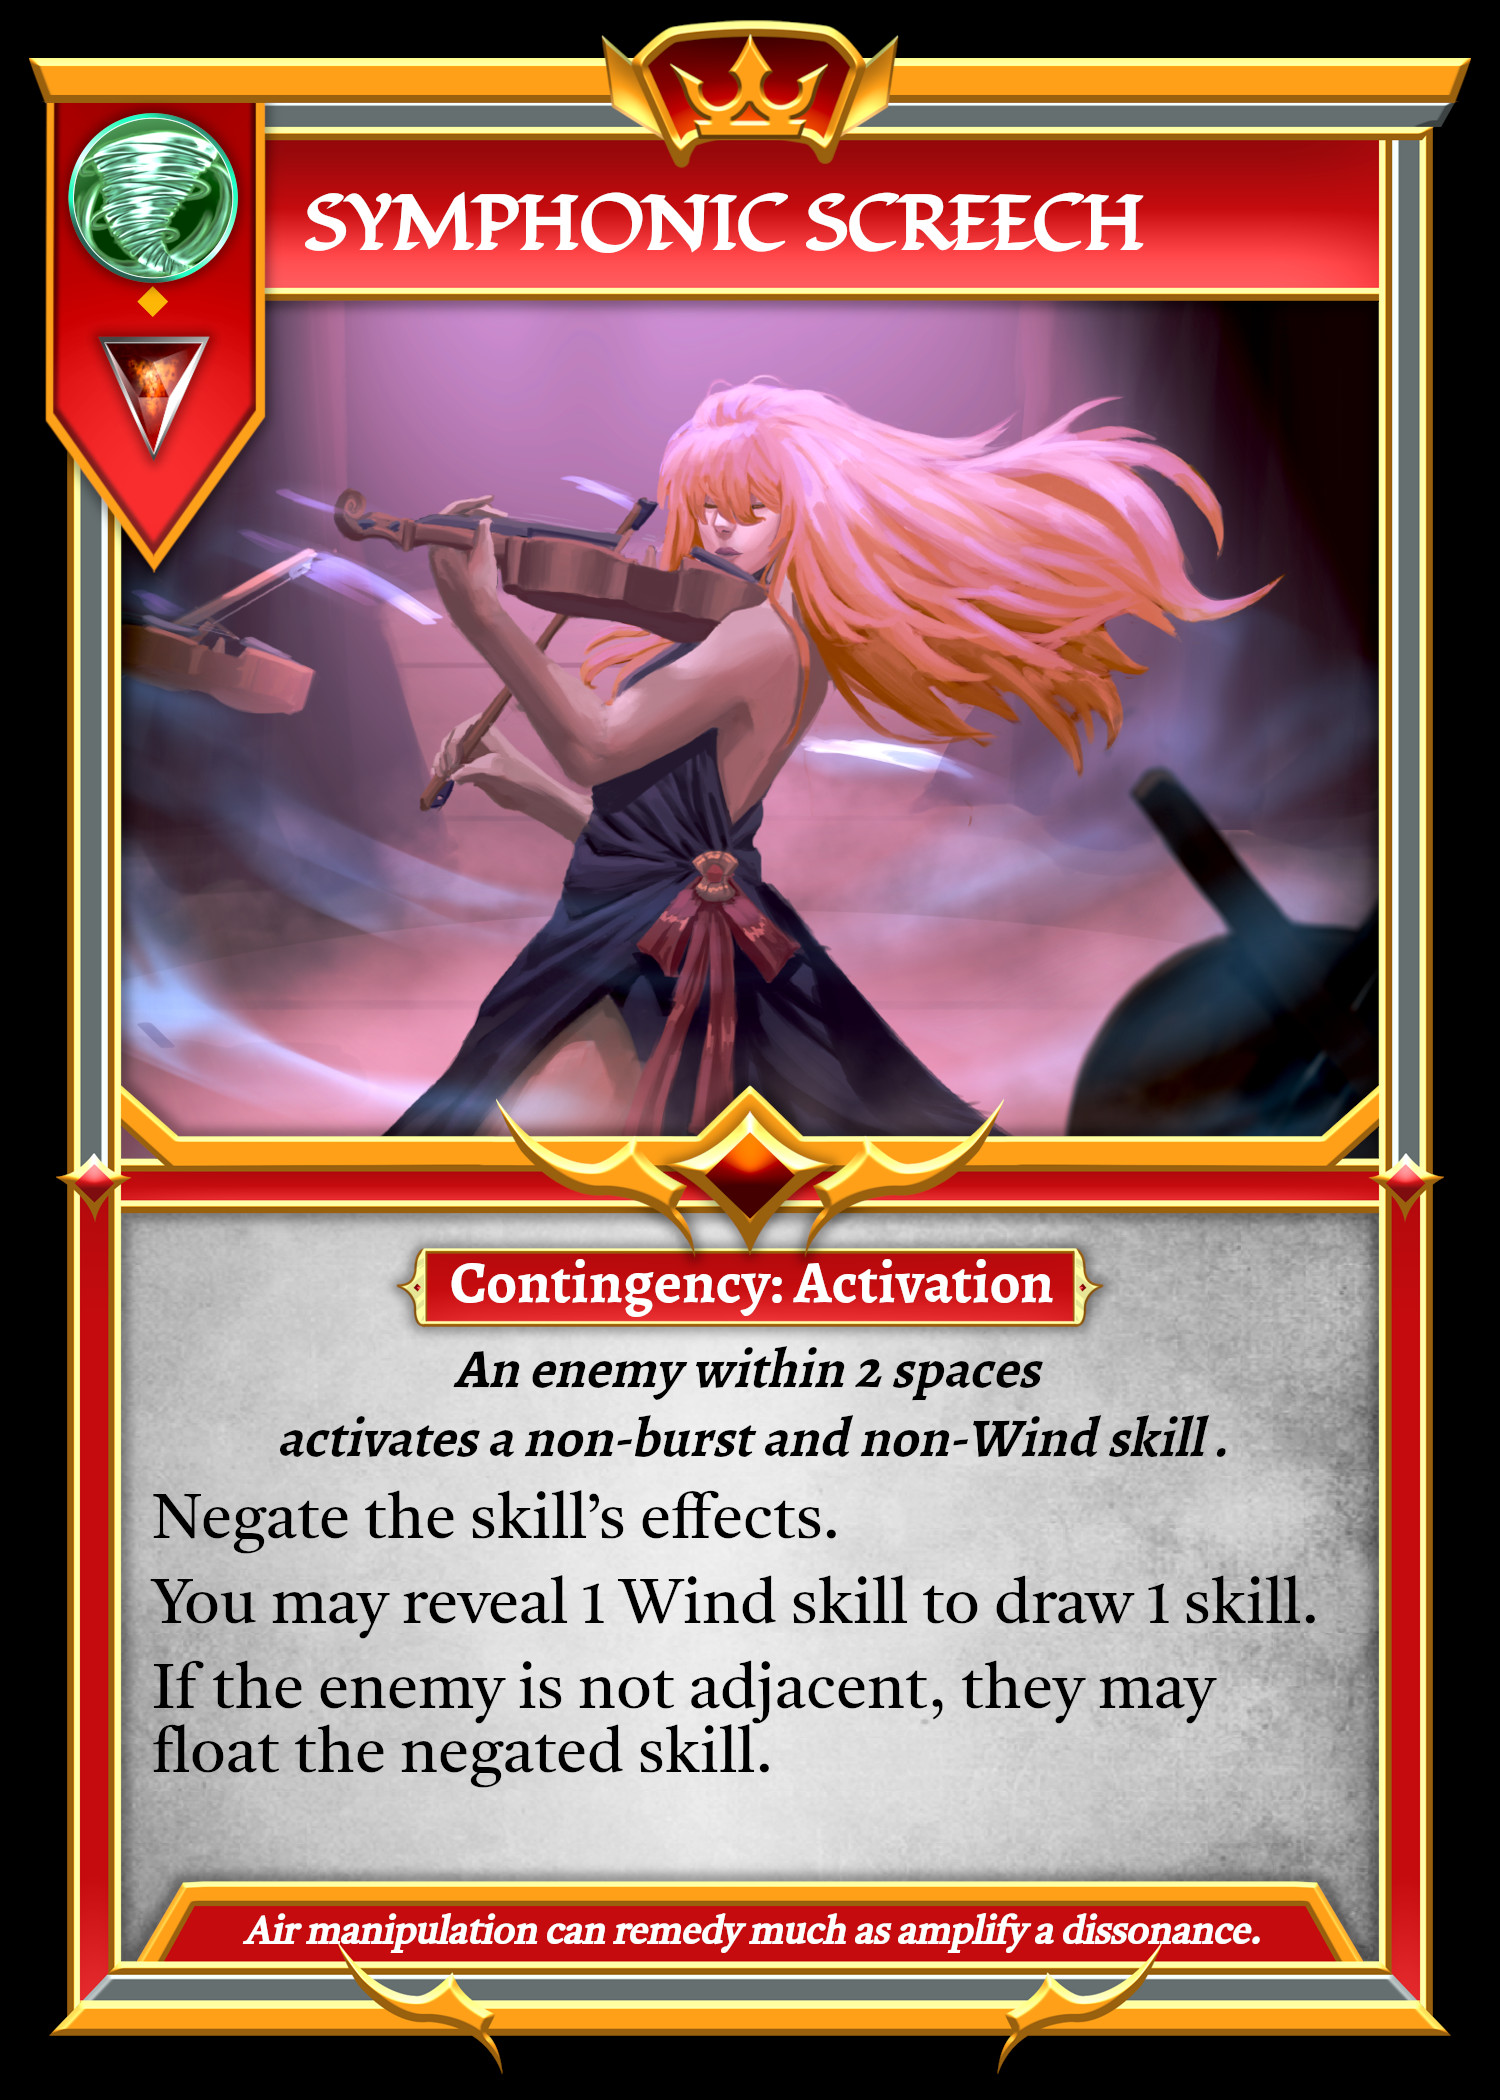 SYMPHONIC SCREECH
Contingency: Activation
An enemy within 2 spaces
activates a non-burst and non-Wind skill .
Negate the skill’s effects.
You may reveal 1 Wind skill to draw 1 skill.
If the enemy is not adjacent, they may
float the negated skill.
Air manipulation can remedy much as amplify a dissonance.